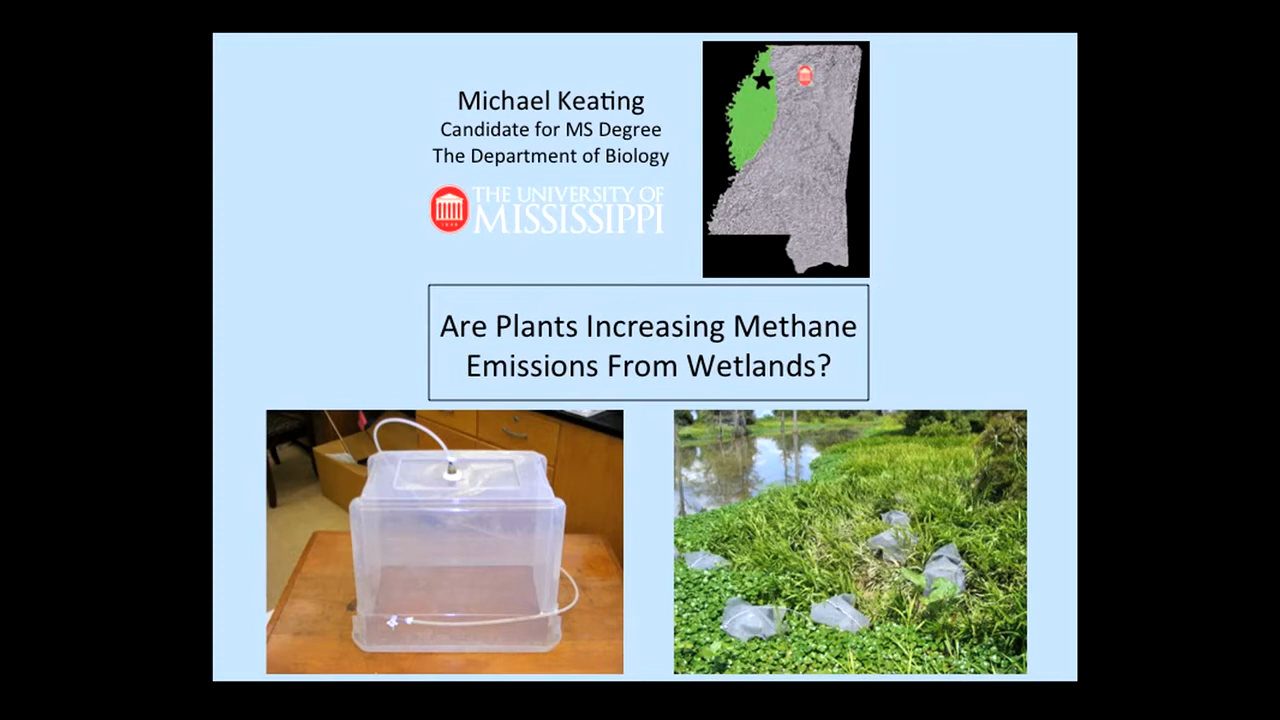 Michael Keating
Candidate for MS Degree
The Department of Biology
THE UNIVERSITY OF
MISSISSIPPI
Are Plants Increasing Methane
Emissions From Wetlands?